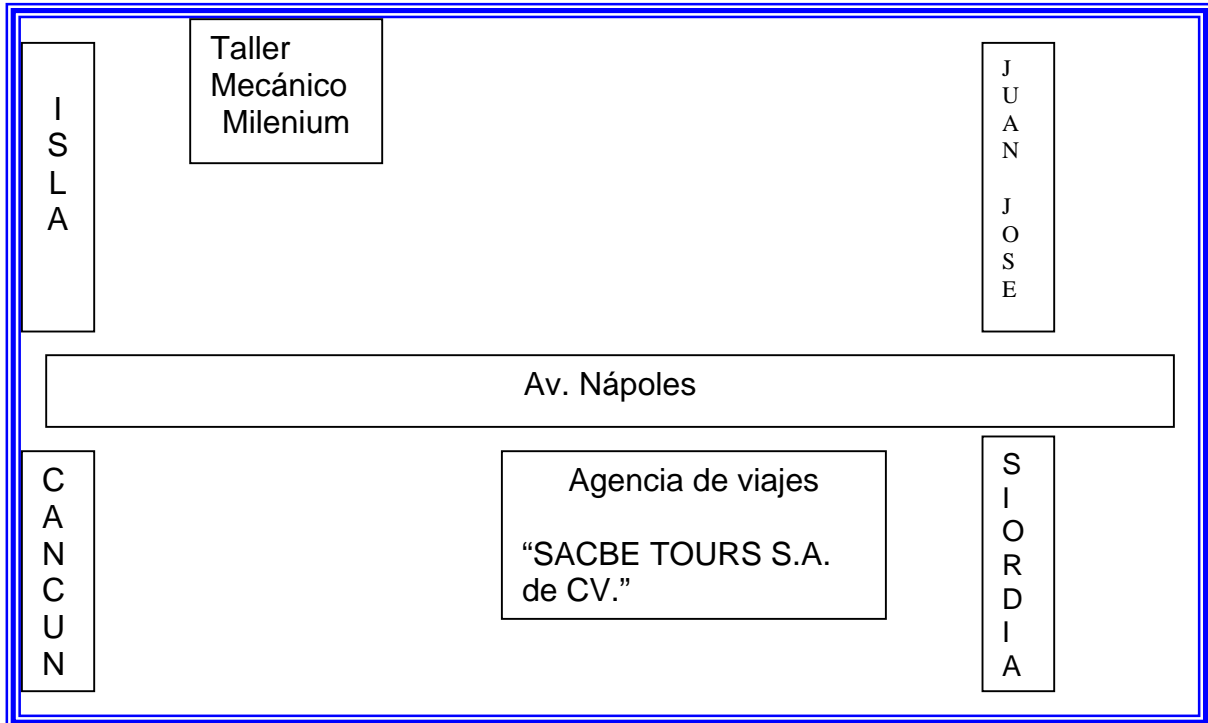 ISLA
Taller
Mecánico
Milenium
JUAN JOSE
Av. Nápoles
CANCUN
Agencia de viajes
“SACBE TOURS S.A.
de CV.”
SIORDIA